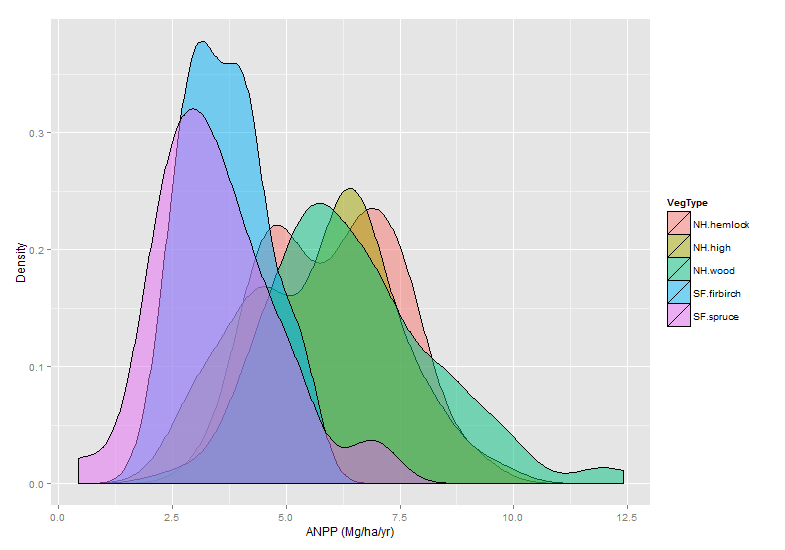 Density
0.3
0.2
0.1
0.0
0.0
2.5
5.0
7.5
10.0
12.5
ANPP (Mg/ha/yr)
VegType
NH.hemlock
NH.high
NH.wood
SF.firbirch
SF.spruce